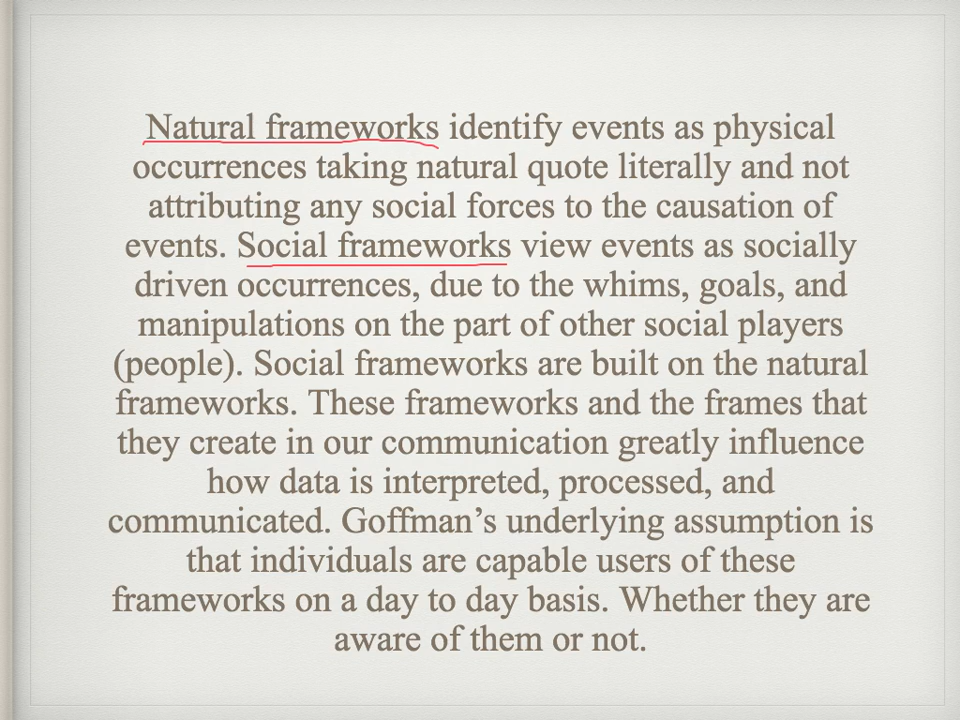 Natural frameworks identify events as physical
occurrences taking natural quote literally and not
attributing any social forces to the causation of
events. Social frameworks view events as socially
driven occurrences, due to the whims, goals, and
manipulations on the part of other social players
(people). Social frameworks are built on the natural
frameworks. These frameworks and the frames that
they create in our communication greatly influence
how data is interpreted, processed, and
communicated. Goffman’s underlying assumption is
that individuals are capable users of these
frameworks on a day to day basis. Whether they are
aware of them or not.